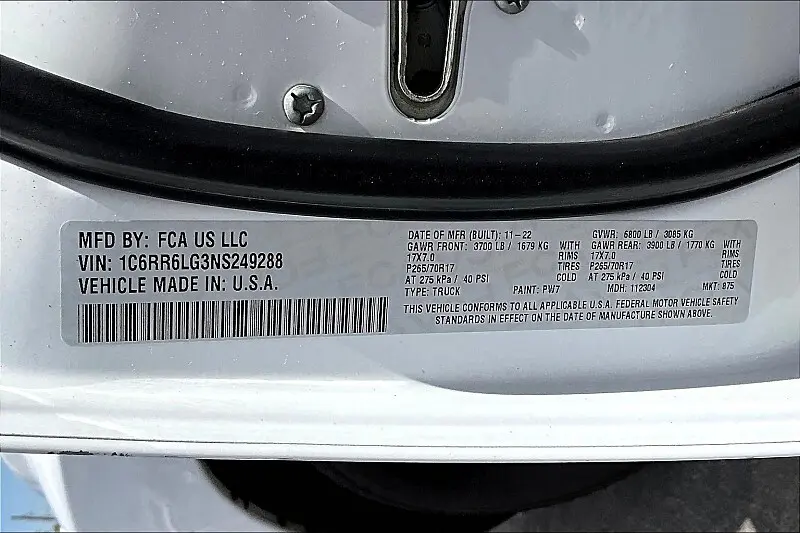 MFD BY: FCA US LLC
VIN: 1C6RR6LG3NS249288
VEHICLE MADE IN: U.S.A.
DATE OF MFR (BUILT): 11-22 GVWR: 6800 LB / 3085 KG
GAWR FRONT: 3700 LB / 1679 KG WITH GAWR REAR: 3900 LB / 1770 KG WITH
17X7.0 RIMS 17X7.0 RIMS
P265/70R17 TIRES P265/70R17 TIRES
AT 275 kPa / 40 PSI COLD AT 275 kPa / 40 PSI COLD
TYPE: TRUCK PAINT: PW7 MDH: 112304 MKT: 875
THIS VEHICLE CONFORMS TO ALL APPLICABLE U.S.A. FEDERAL MOTOR VEHICLE SAFETY
STANDARDS IN EFFECT ON THE DATE OF MANUFACTURE SHOWN ABOVE.